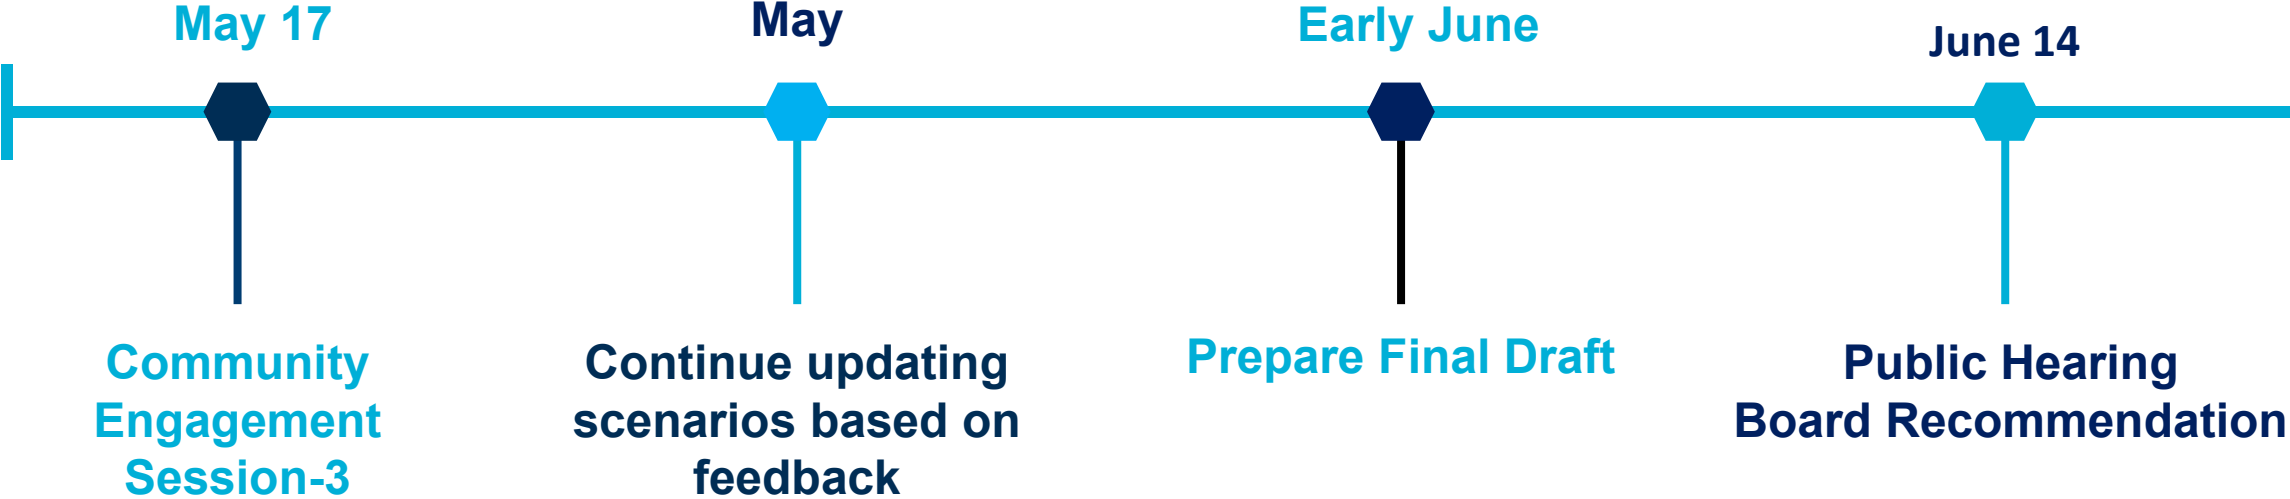 May 17
Community
Engagement
Session-3
May
Continue updating
scenarios based on
feedback
Early June
Prepare Final Draft
June 14
Public Hearing
Board Recommendation